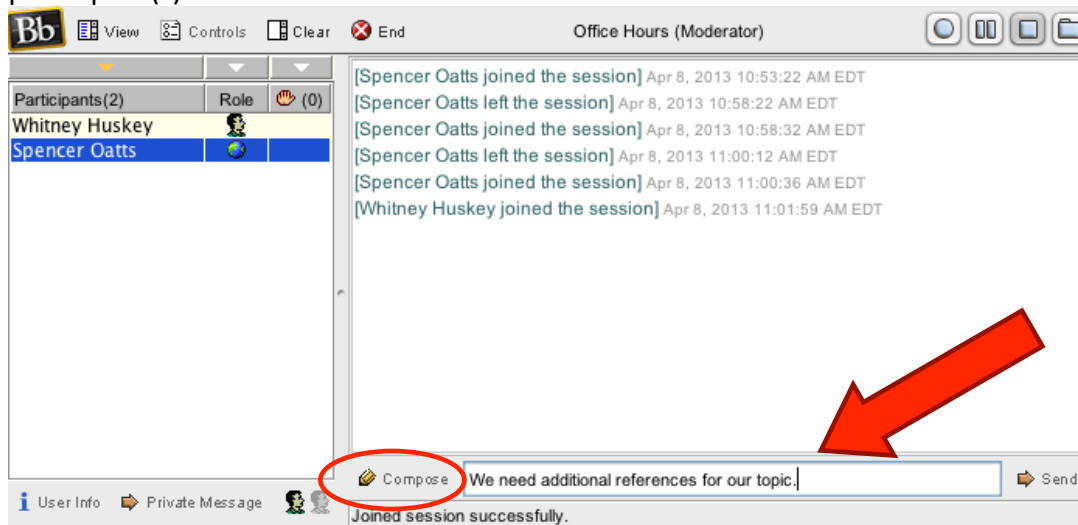 Bb View Controls Clear End Office Hours (Moderator)
Participants(2) Role (0)
Whitney Huskey
Spencer Oatts
[Spencer Oatts joined the session] Apr 8, 2013 10:53:22 AM EDT
[Spencer Oatts left the session] Apr 8, 2013 10:58:22 AM EDT
[Spencer Oatts joined the session] Apr 8, 2013 10:58:32 AM EDT
[Spencer Oatts left the session] Apr 8, 2013 11:00:12 AM EDT
[Spencer Oatts joined the session] Apr 8, 2013 11:00:36 AM EDT
[Whitney Huskey joined the session] Apr 8, 2013 11:01:59 AM EDT
Compose We need additional references for our topic. Send
User Info Private Message
Joined session successfully.